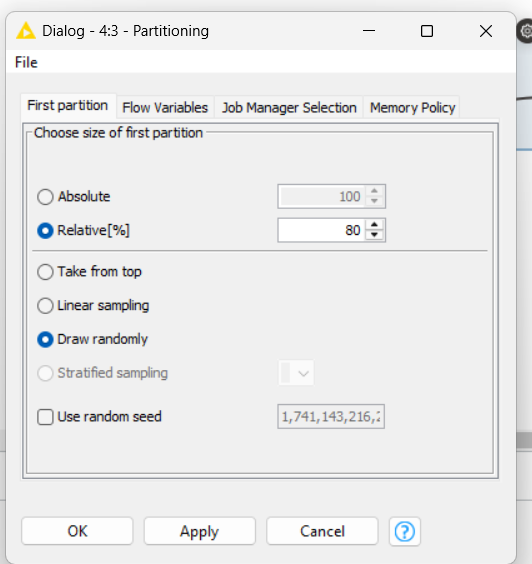 Dialog - 4:3 - Partitioning
File
First partition Flow Variables Job Manager Selection Memory Policy
Choose size of first partition
Absolute 100
Relative[%] 80
Take from top
Linear sampling
Draw randomly
Stratified sampling
Use random seed 1,741,143,216,
OK Apply Cancel ?